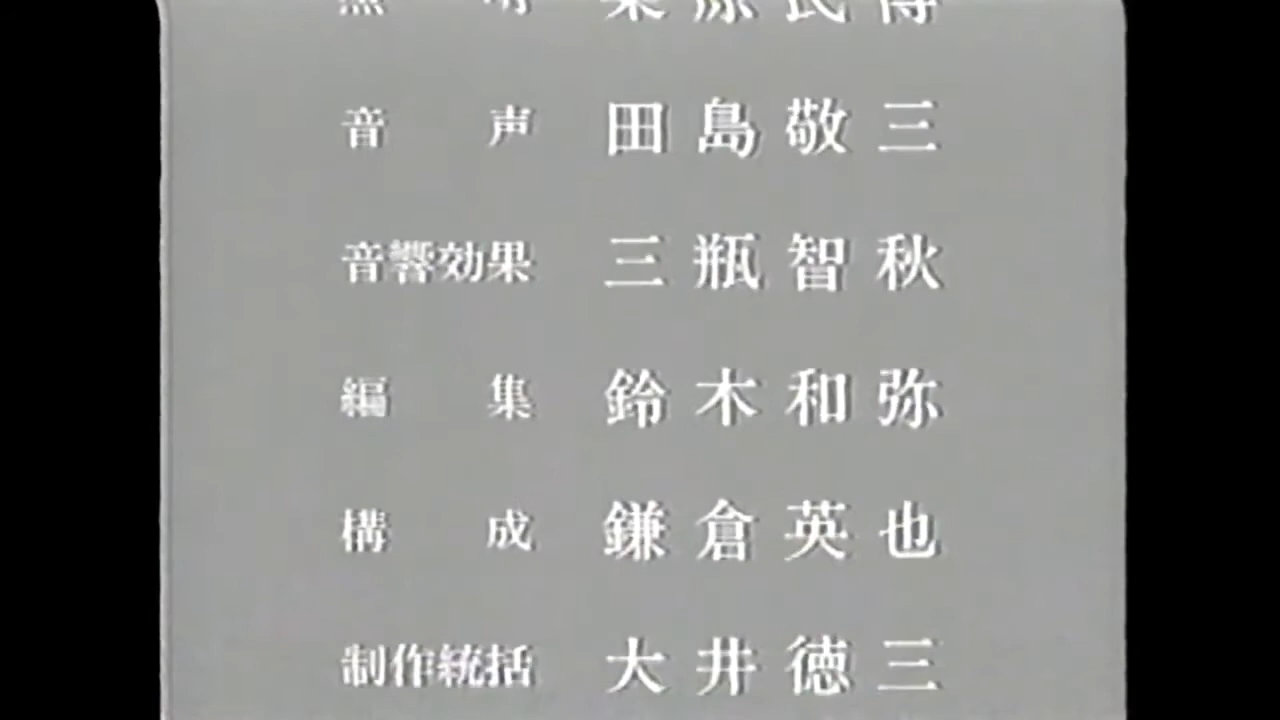 音声 田島敬三
音響効果 三瓶智秋
編集 鈴木和弥
構成 鎌倉英也
制作統括 大井徳三